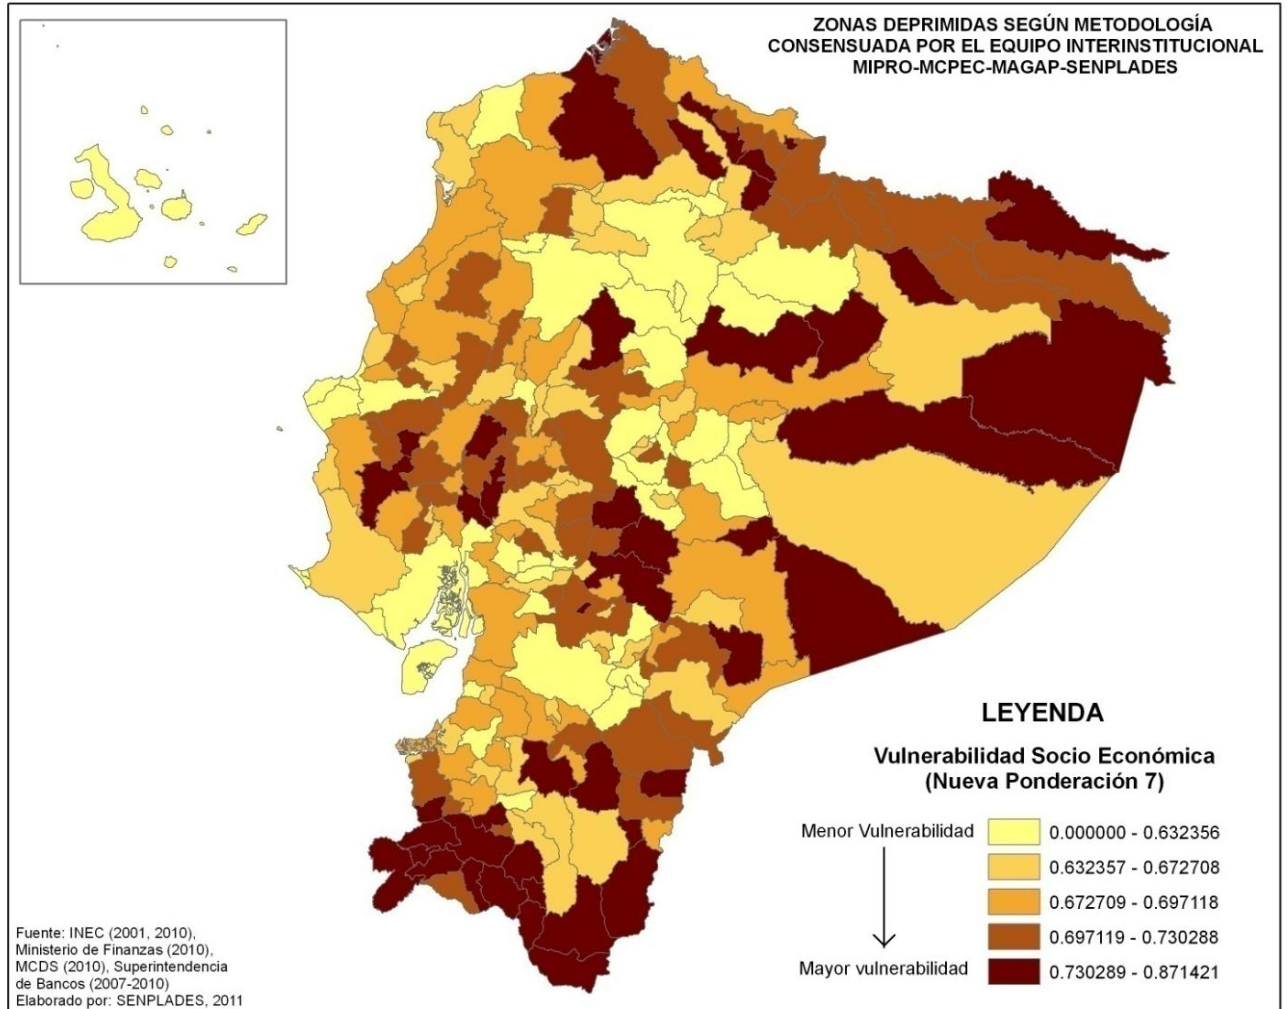 ZONAS DEPRIMIDAS SEGÚN METODOLOGÍA
CONSENSUADA POR EL EQUIPO INTERINSTITUCIONAL
MIPRO-MCPEC-MAGAP-SENPLADES
LEYENDA
Vulnerabilidad Socio Económica
(Nueva Ponderación 7)
Menor Vulnerabilidad 0.000000 - 0.632356
0.632357 - 0.672708
0.672709 - 0.697118
0.697119 - 0.730288
Mayor vulnerabilidad 0.730289 - 0.871421
Fuente: INEC (2001, 2010),
Ministerio de Finanzas (2010),
MCDS (2010), Superintendencia
de Bancos (2007-2010)
Elaborado por: SENPLADES, 2011